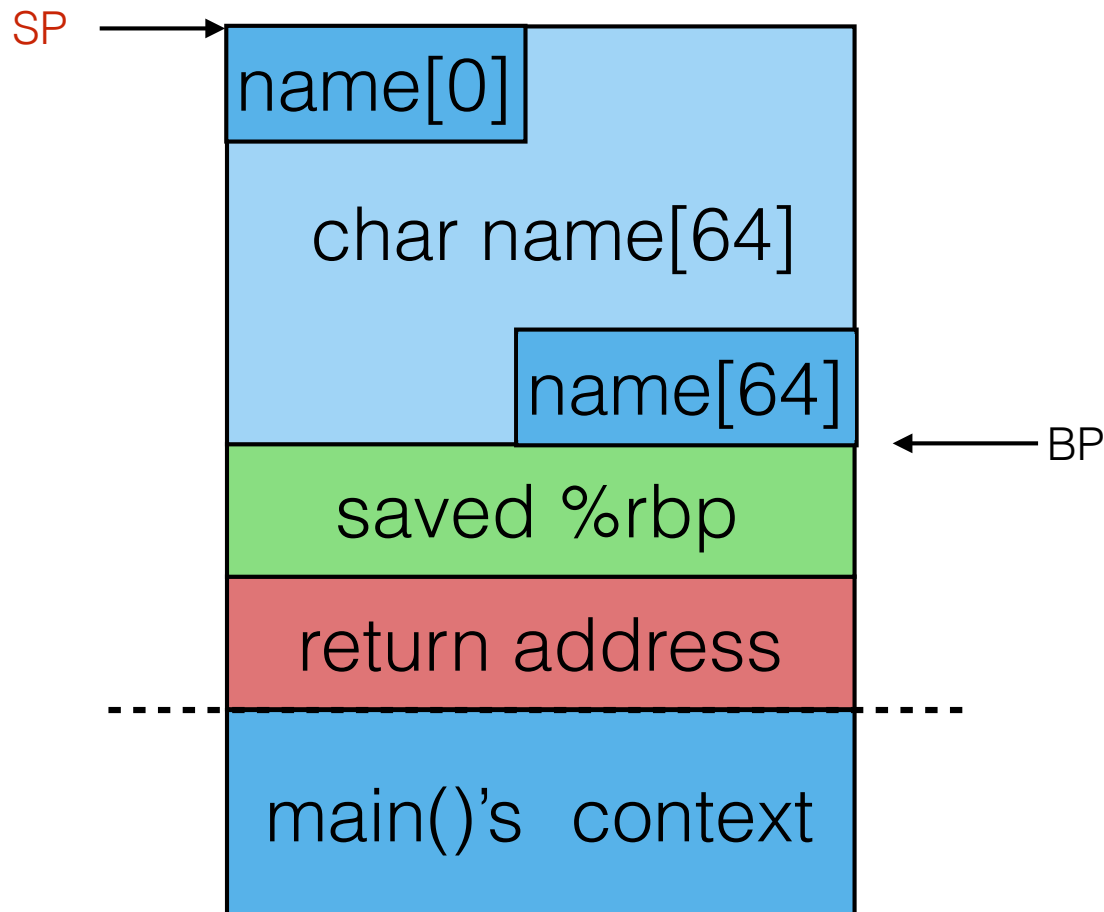 SP
name[0]
char name[64]
name[64]
BP
saved %rbp
return address
main()’s context